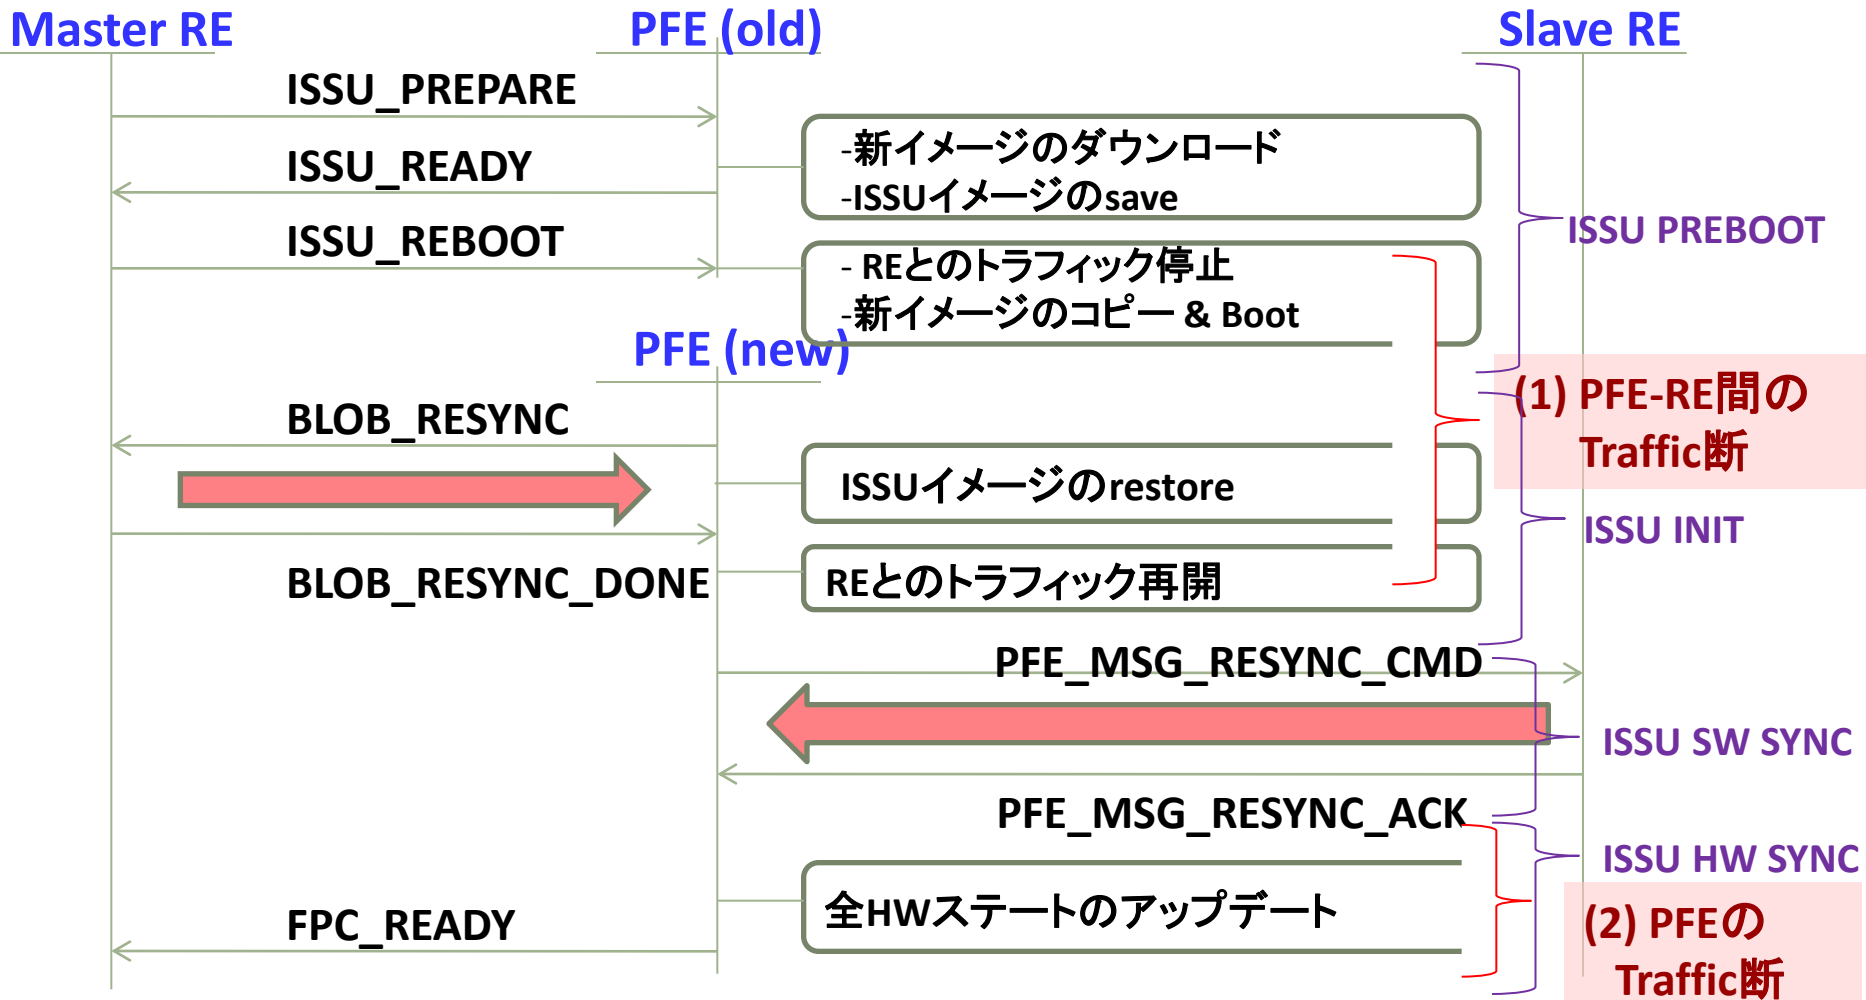 Master RE
PFE (old)
Slave RE
ISSU_PREPARE
-新イメージのダウンロード
ISSU_READY
-ISSUイメージのsave
ISSU PREBOOT
ISSU_REBOOT
- REとのトラフィック停止
-新イメージのコピー & Boot
PFE (new)
(1) PFE-RE間の
Traffic断
BLOB_RESYNC
ISSUイメージのrestore
ISSU INIT
BLOB_RESYNC_DONE
REとのトラフィック再開
PFE_MSG_RESYNC_CMD
ISSU SW SYNC
PFE_MSG_RESYNC_ACK
ISSU HW SYNC
全HWステートのアップデート
FPC_READY
(2) PFEの
Traffic断